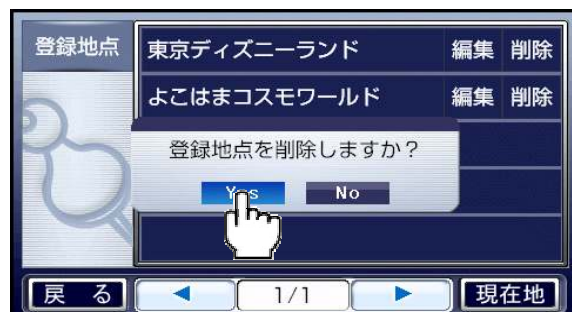 登録地点
東京ディズニーランド 編集 削除
よこはまコスモワールド 編集 削除
登録地点を削除しますか？
Yes No
戻る 1/1 現在地